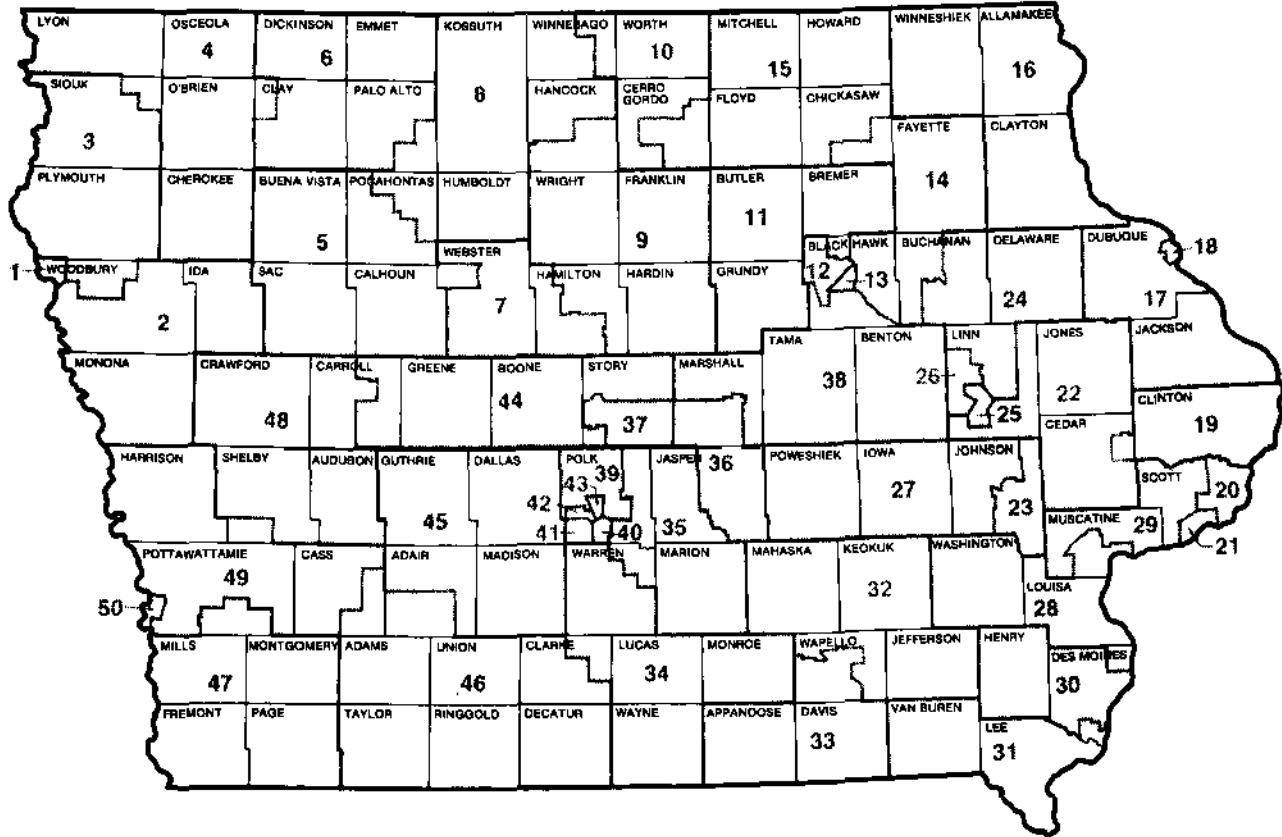 LYON
OSCEOLA
DICKINSON
EMMET
KOSSUTH
WINNEBAGO
WORTH
MITCHELL
HOWARD
WINNESHIEK
ALLAMAKEE
4
6
10
15
16
SIOUX
O'BRIEN
CLAY
PALO ALTO
8
HANCOCK
CERRO
GORDO
FLOYD
CHICKASAW
3
FAYETTE
CLAYTON
PLYMOUTH
CHEROKEE
BUENA VISTA
POCAHONTAS
HUMBOLDT
WRIGHT
FRANKLIN
BUTLER
BREMER
14
5
9
11
WEBSTER
BLACK HAWK
BUCHANAN
DELAWARE
DUBUQUE
18
1
WOODBURY
IDA
SAC
CALHOUN
HAMILTON
HARDIN
GRUNDY
12
13
2
7
24
17
MONONA
CRAWFORD
CARROLL
GREENE
BOONE
STORY
MARSHALL
TAMA
BENTON
LINN
JONES
JACKSON
44
38
26
22
CLINTON
48
37
25
CEDAR
19
HARRISON
SHELBY
AUDUBON
GUTHRIE
DALLAS
POLK
39
JASPER
36
POWESHIEK
IOWA
JOHNSON
SCOTT
43
42
27
23
20
45
41
40
35
MUSCATINE
29
21
POTTAWATTAMIE
CASS
ADAIR
MADISON
WARREN
MARION
MAHASKA
KEOKUK
WASHINGTON
49
32
LOUISA
50
28
MILLS
MONTGOMERY
ADAMS
UNION
CLARKE
LUCAS
MONROE
WAPELLO
JEFFERSON
HENRY
DES MOINES
47
46
34
30
FREMONT
PAGE
TAYLOR
RINGGOLD
DECATUR
WAYNE
APPANOOSE
DAVIS
VAN BUREN
LEE
33
31